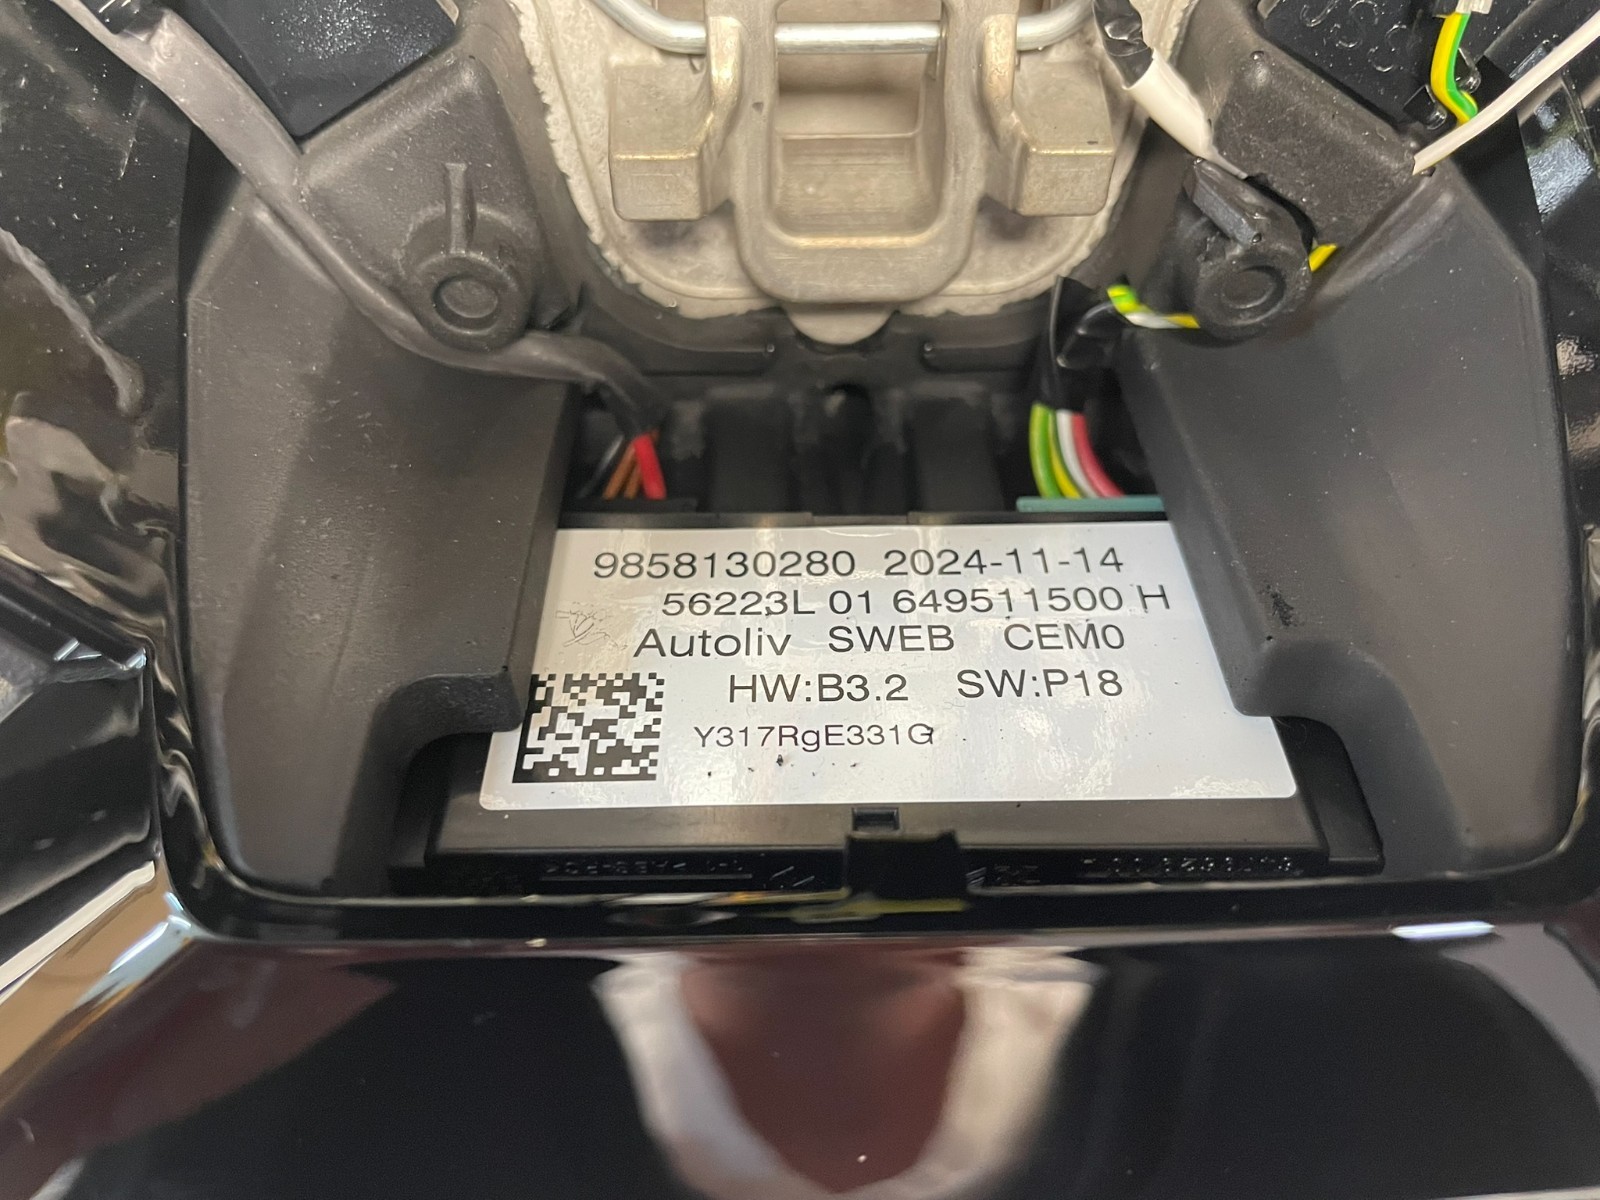 9858130280 2024-11-14
56223L 01 649511500 H
Autoliv SWEB CEM0
HW:B3.2 SW:P18
Y317RgE331G